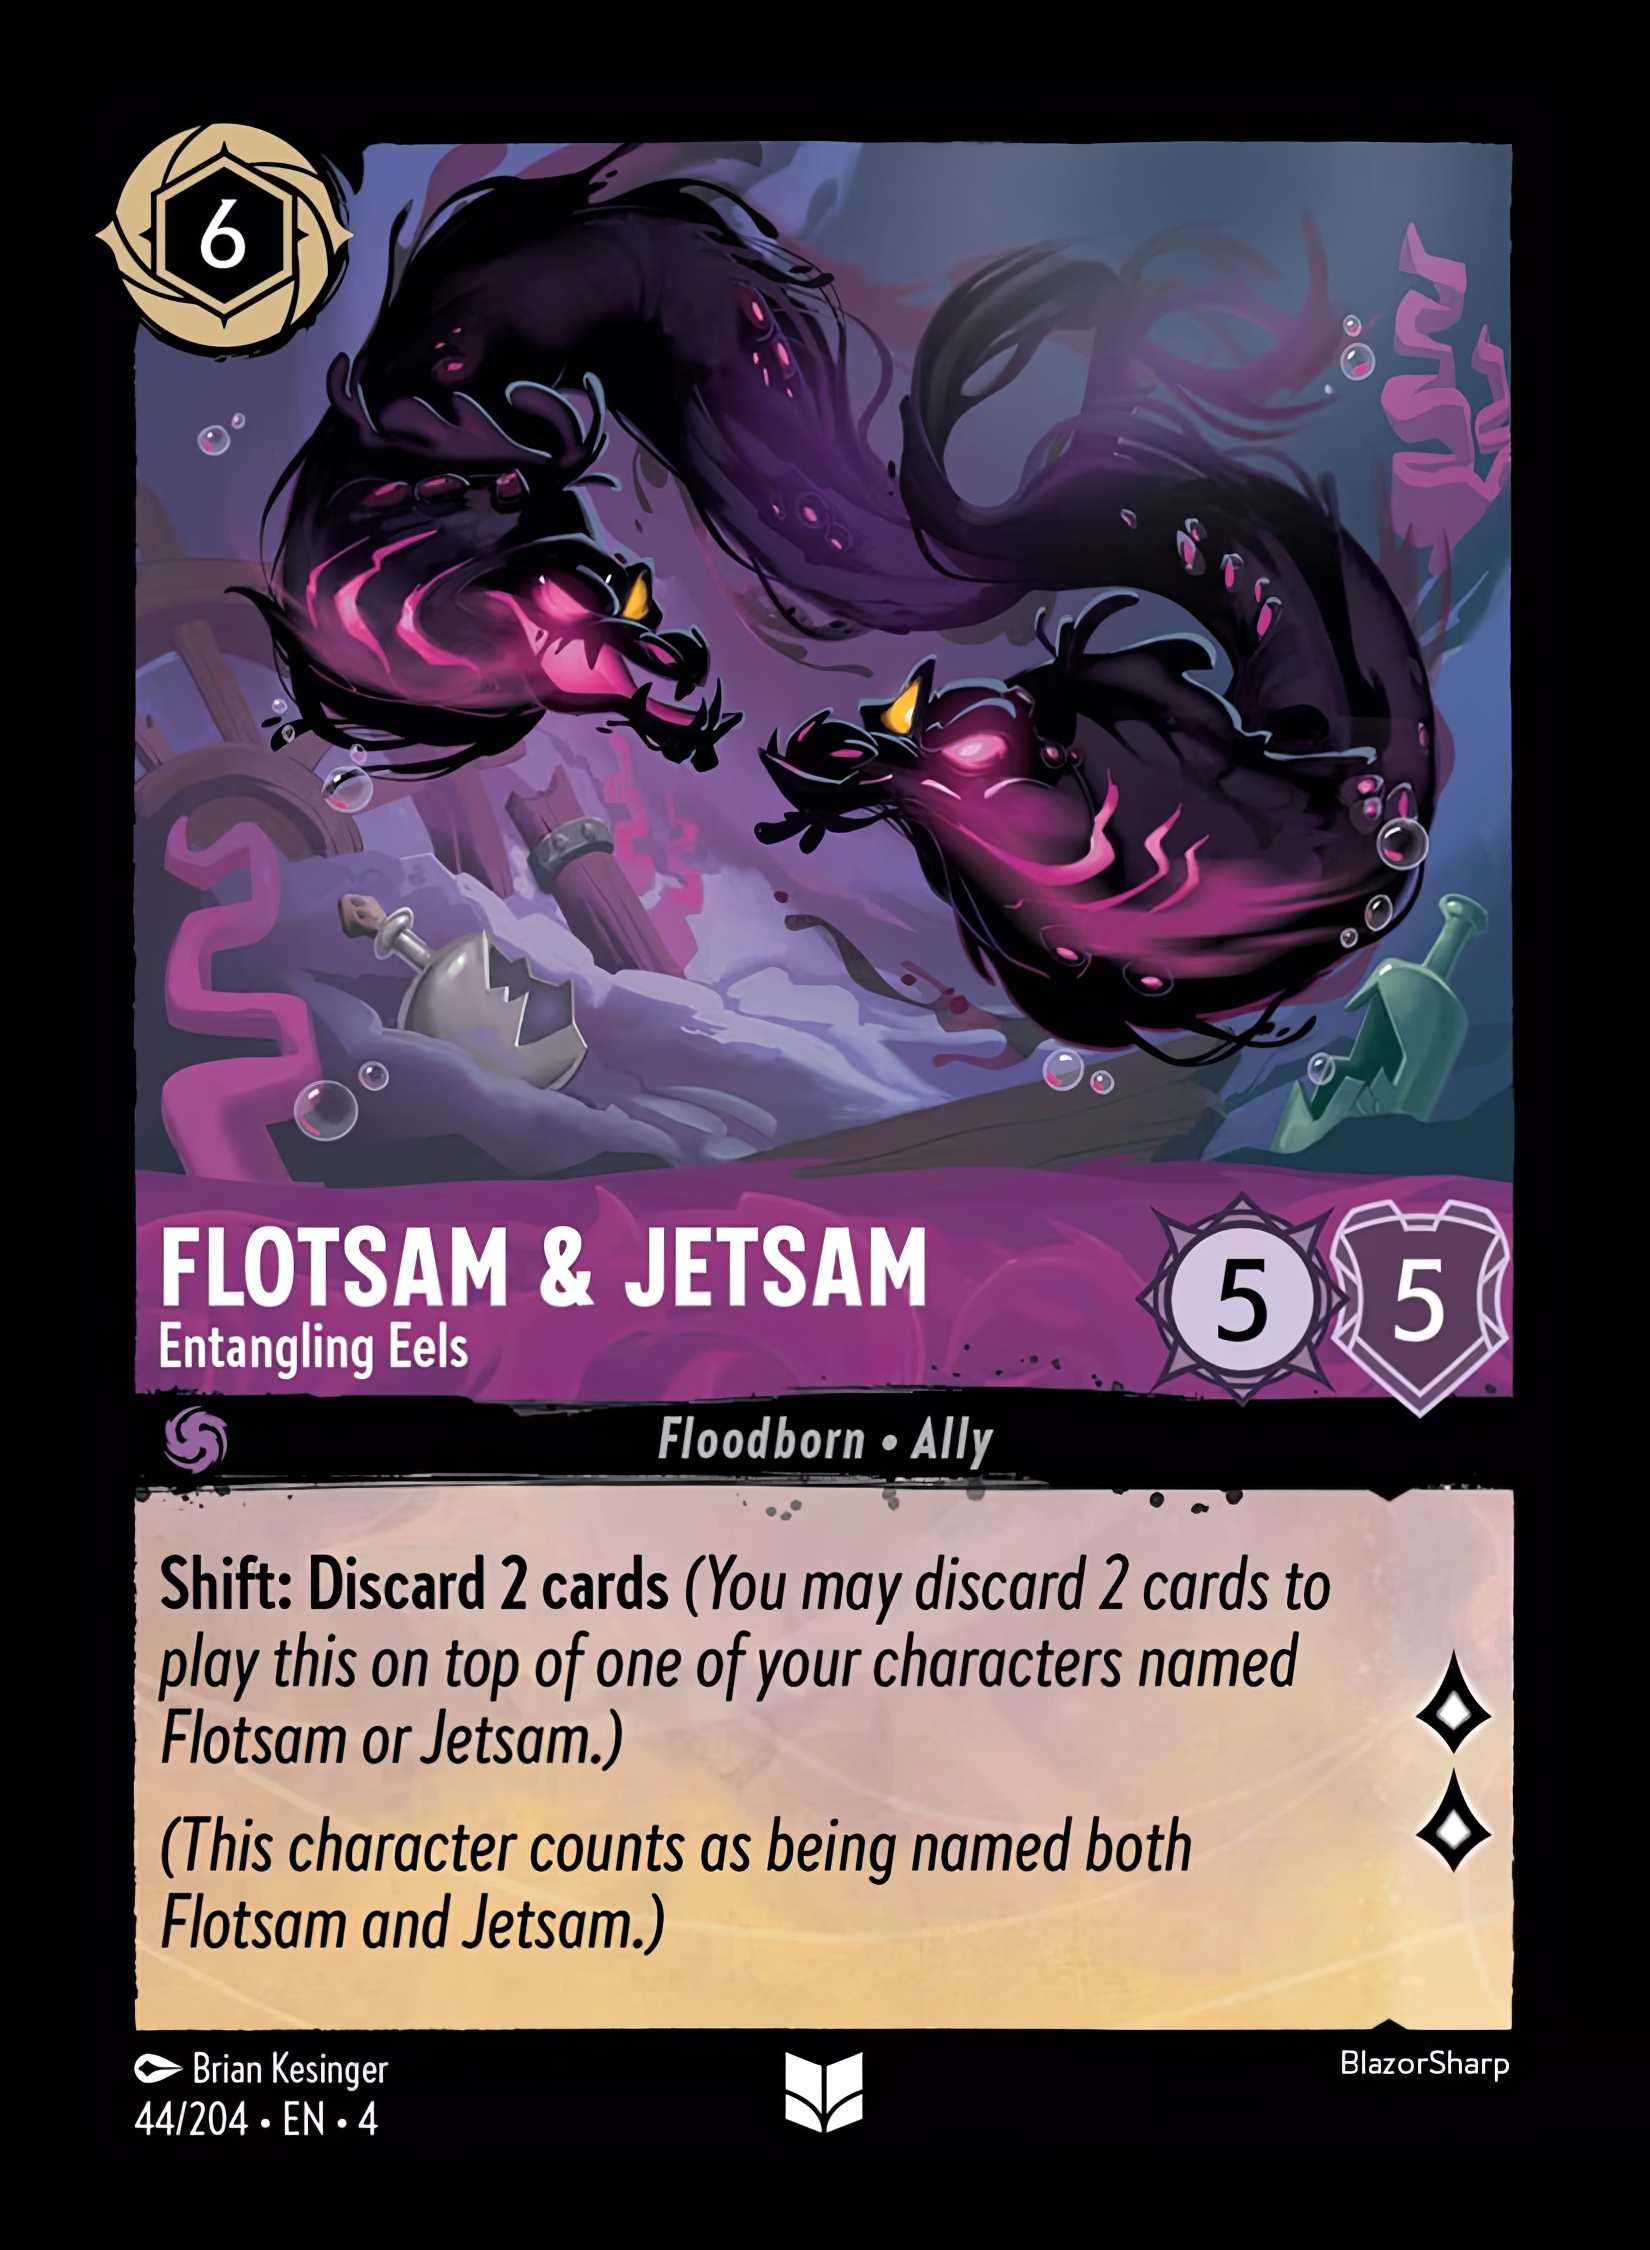 6
FLOTSAM & JETSAM
Entangling Eels
5
5
Floodborn • Ally
Shift: Discard 2 cards (You may discard 2 cards to
play this on top of one of your characters named
Flotsam or Jetsam.)
(This character counts as being named both
Flotsam and Jetsam.)
Brian Kesinger
44/204 • EN • 4
BlazorSharp